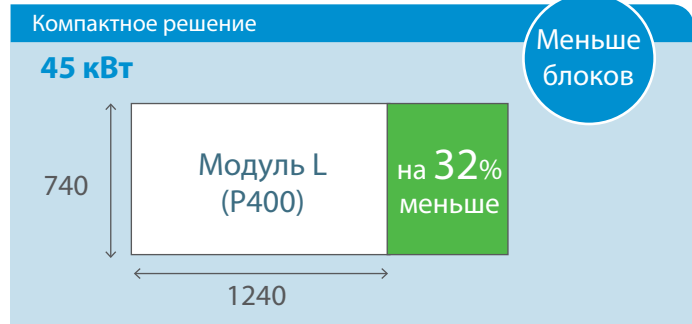 Компактное решение
Меньше
блоков
45 кВт
740
Модуль L
(P400)
на 32%
меньше
1240